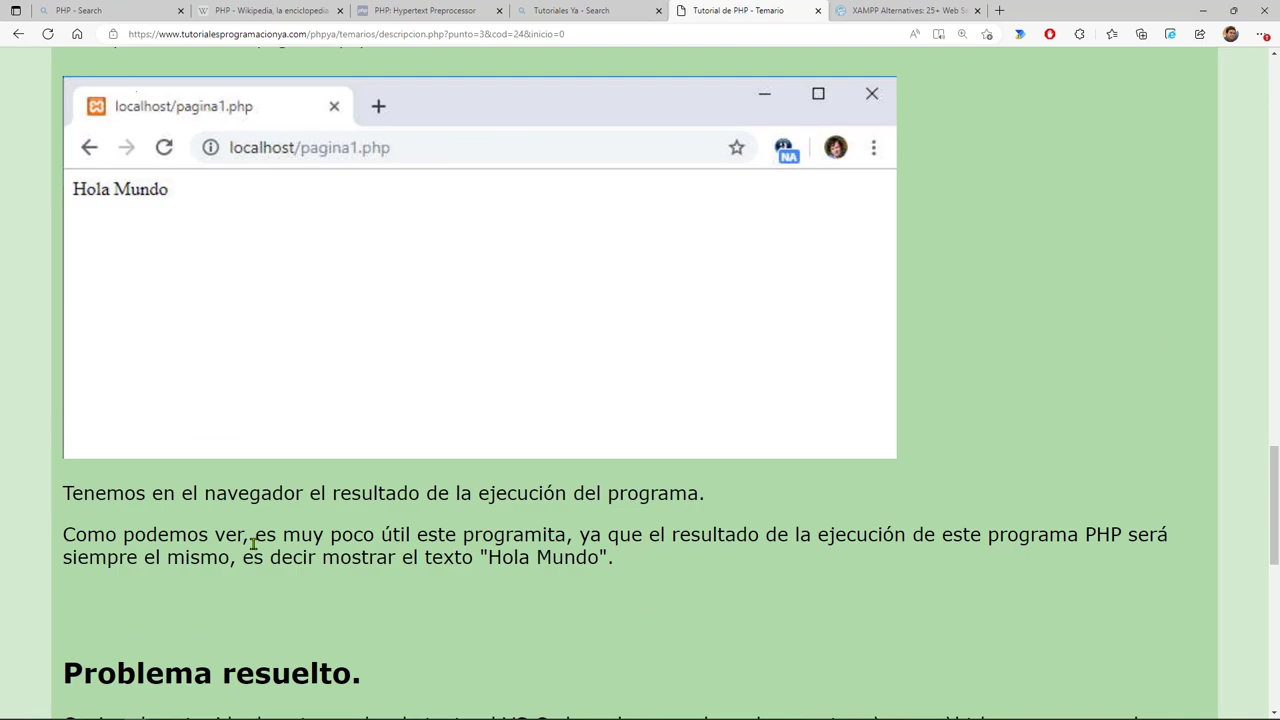 PHP - Search
PHP - Wikipedia, la enciclopedia
PHP: Hypertext Preprocessor
Tutoriales Ya - Search
Tutorial de PHP - Temario
XAMPP Alternatives: 25+ Web Se
https://www.tutorialesprogramacionya.com/phpya/temarios/descripcion.php?punto=3&cod=24&inicio=0
localhost/pagina1.php
localhost/pagina1.php
NA
Hola Mundo
Tenemos en el navegador el resultado de la ejecución del programa.
Como podemos ver, es muy poco útil este programita, ya que el resultado de la ejecución de este programa PHP será
siempre el mismo, es decir mostrar el texto "Hola Mundo".
Problema resuelto.